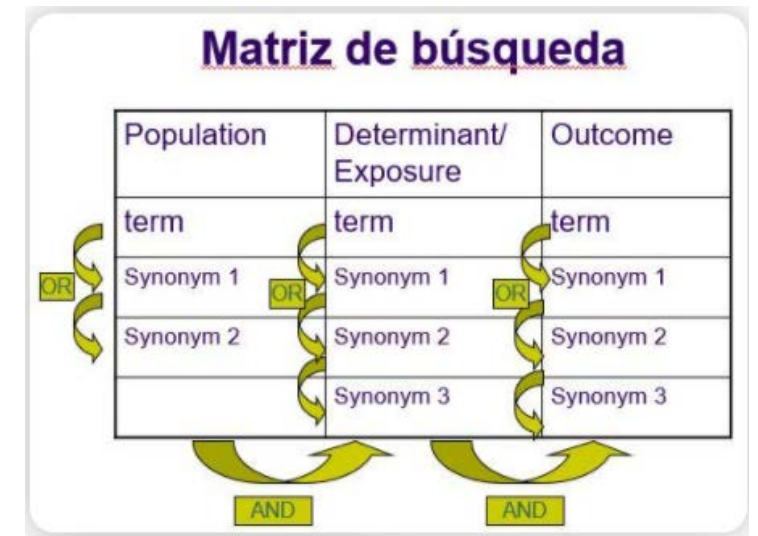 Matriz de búsqueda
Population
Determinant/
Exposure
Outcome
term
term
term
OR
Synonym 1
OR
Synonym 1
OR
Synonym 1
Synonym 2
Synonym 2
Synonym 2
Synonym 3
Synonym 3
AND
AND